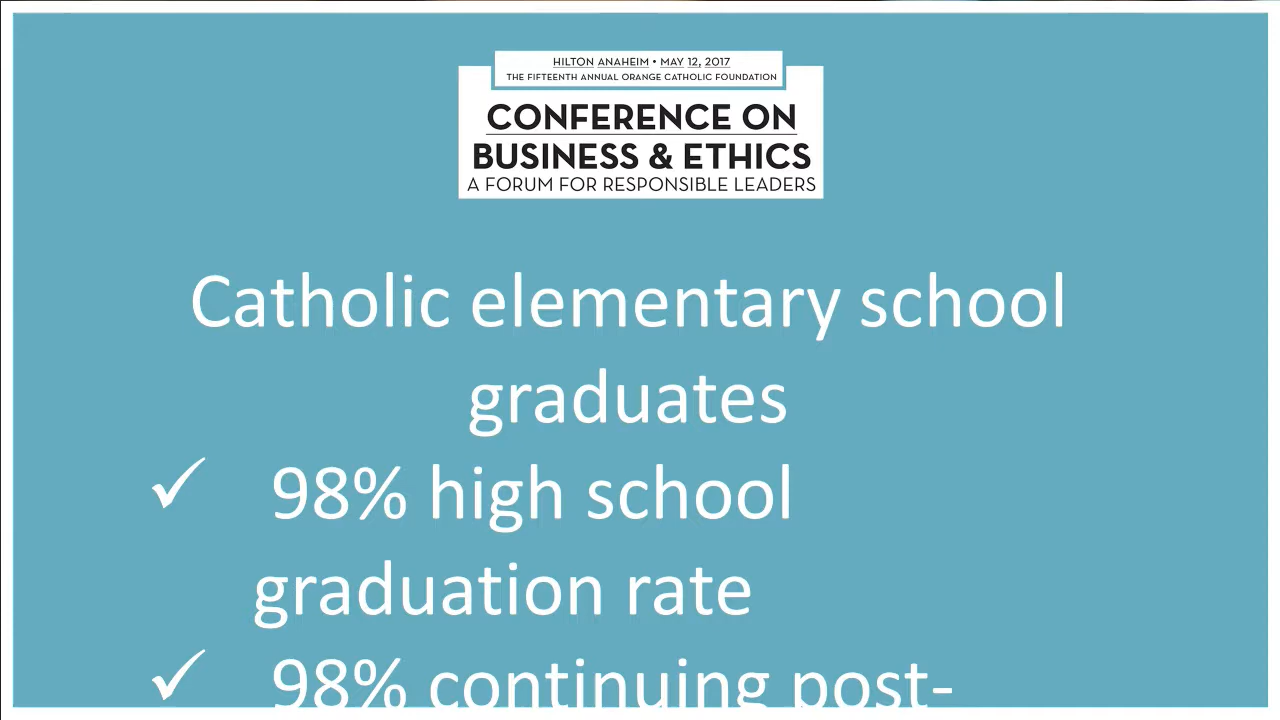 HILTON ANAHEIM • MAY 12, 2017
THE FIFTEENTH ANNUAL ORANGE CATHOLIC FOUNDATION
CONFERENCE ON
BUSINESS & ETHICS
A FORUM FOR RESPONSIBLE LEADERS
Catholic elementary school
graduates
✓ 98% high school
graduation rate
✓ 98% continuing post-